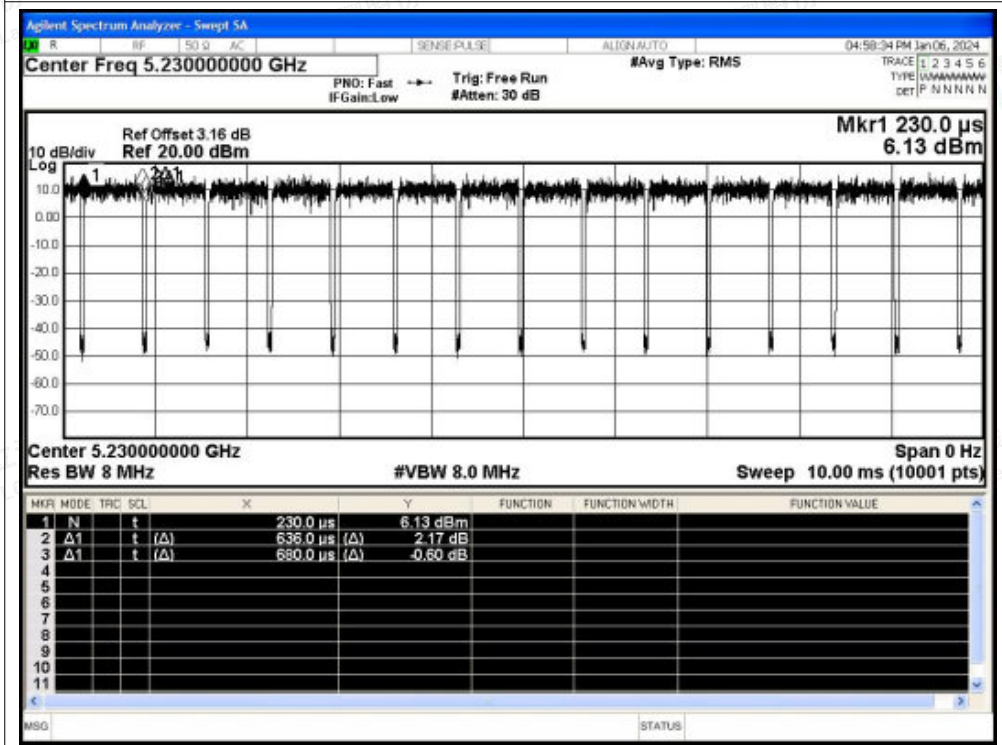 Agilent Spectrum Analyzer - Swept SA
R RF 50 Ω AC SENSE:PULSE ALIGN AUTO 04:58:34 PM Jan 06, 2024
Center Freq 5.230000000 GHz #Avg Type: RMS TRACE 1 2 3 4 5 6
PNO: Fast Trig: Free Run TYPE
IFGain:Low #Atten: 30 dB DET P N N N N N
Mkr1 230.0 µs
Ref Offset 3.16 dB
10 dB/div Ref 20.00 dBm 6.13 dBm
Log
1
10.0
0.00
-10.0
-20.0
-30.0
-40.0
-50.0
-60.0
-70.0
Center 5.230000000 GHz Span 0 Hz
Res BW 8 MHz #VBW 8.0 MHz Sweep 10.00 ms (10001 pts)
MKR MODE TRC SCL X Y FUNCTION FUNCTION WIDTH FUNCTION VALUE
1 N t 230.0 µs 6.13 dBm
2 Δ1 t (Δ) 636.0 µs (Δ) 2.17 dB
3 Δ1 t (Δ) 680.0 µs (Δ) -0.60 dB
4
5
6
7
8
9
10
11
MSG STATUS